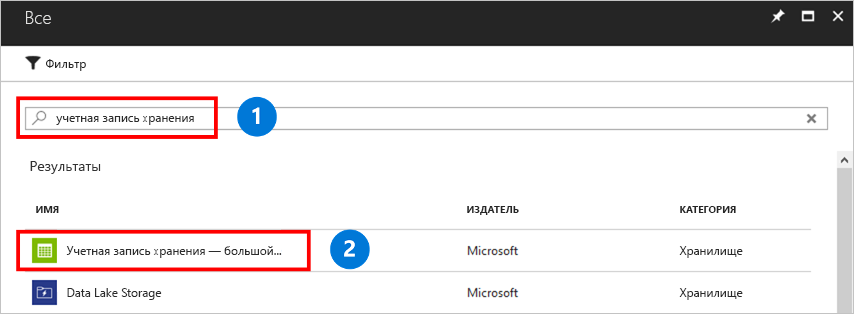 Все
Фильтр
учетная запись хранения
1
Результаты
ИМЯ ИЗДАТЕЛЬ КАТЕГОРИЯ
Учетная запись хранения — большой... Microsoft Хранилище
2
Data Lake Storage Microsoft Хранилище